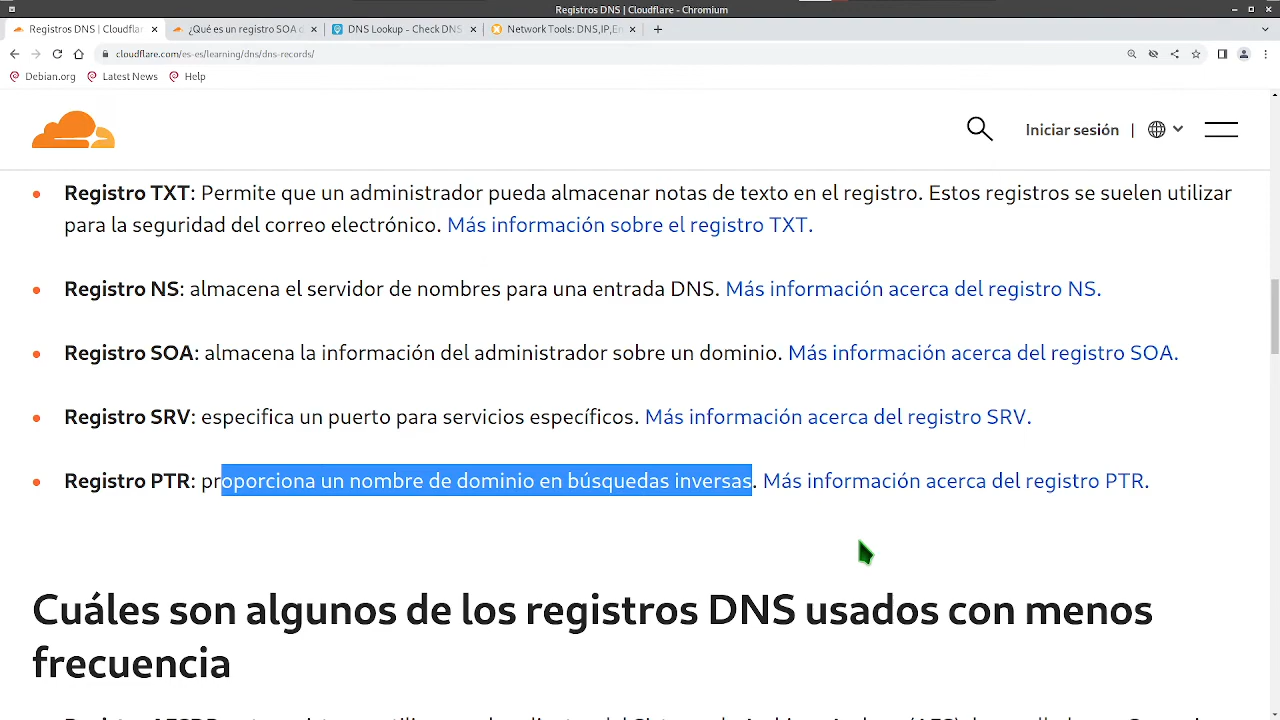 Registros DNS | Cloudflare - Chromium
Registros DNS | Cloudflar
¿Qué es un registro SOA d
DNS Lookup - Check DNS
Network Tools: DNS,IP,Em
cloudflare.com/es-es/learning/dns/dns-records/
Debian.org
Latest News
Help
Iniciar sesión |
• Registro TXT: Permite que un administrador pueda almacenar notas de texto en el registro. Estos registros se suelen utilizar
para la seguridad del correo electrónico. Más información sobre el registro TXT.
• Registro NS: almacena el servidor de nombres para una entrada DNS. Más información acerca del registro NS.
• Registro SOA: almacena la información del administrador sobre un dominio. Más información acerca del registro SOA.
• Registro SRV: especifica un puerto para servicios específicos. Más información acerca del registro SRV.
• Registro PTR: proporciona un nombre de dominio en búsquedas inversas. Más información acerca del registro PTR.
Cuáles son algunos de los registros DNS usados con menos
frecuencia